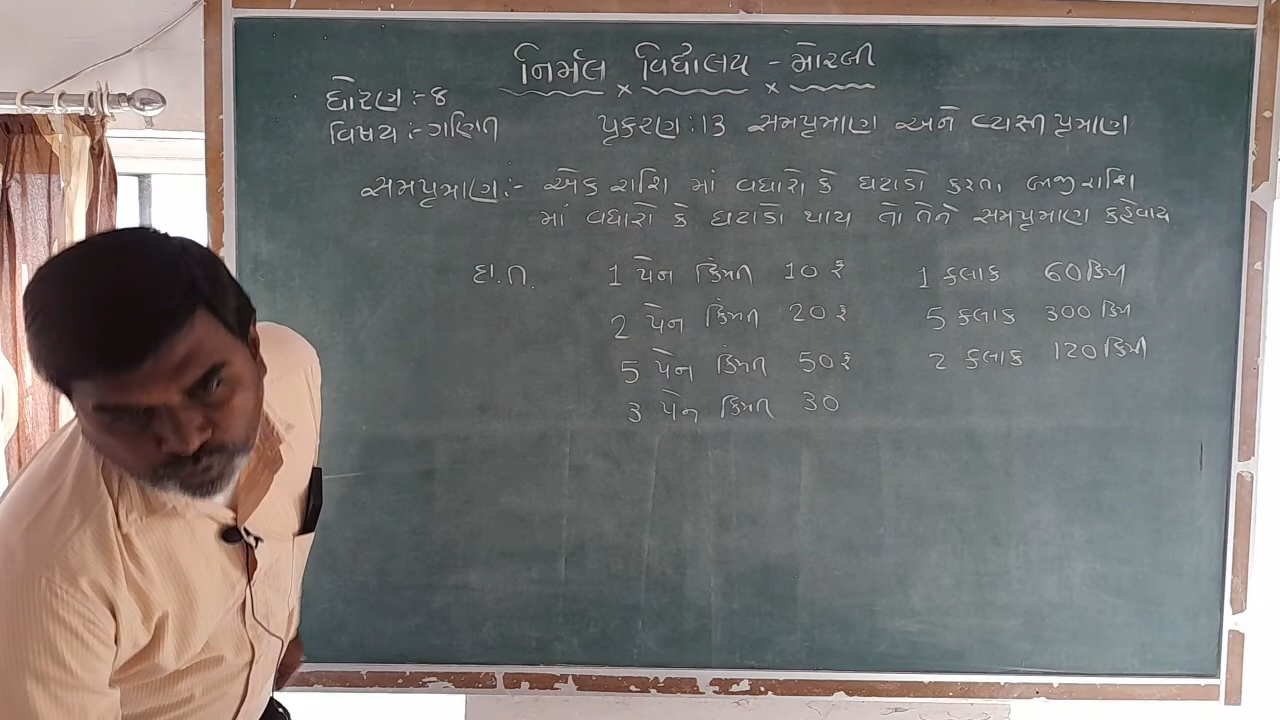 નિર્મલ વિદ્યાલય - મોરબી
ધોરણ :- ૪
વિષય :- ગણિત
પ્રકરણ : 13 સમપ્રમાણ અને વ્યસ્ત પ્રમાણ
સમપ્રમાણ :- એક રાશિ માં વધારો કે ઘટાડો કરતા બીજી રાશિ
માં વધારો કે ઘટાડો થાય તો તેને સમપ્રમાણ કહેવાય
દા.ત. 1 પેન કિંમત 10 રૂ 1 કલાક 60 કિમી
2 પેન કિંમત 20 રૂ 5 કલાક 300 કિમી
5 પેન કિંમત 50 રૂ 2 કલાક 120 કિમી
3 પેન કિંમત 30